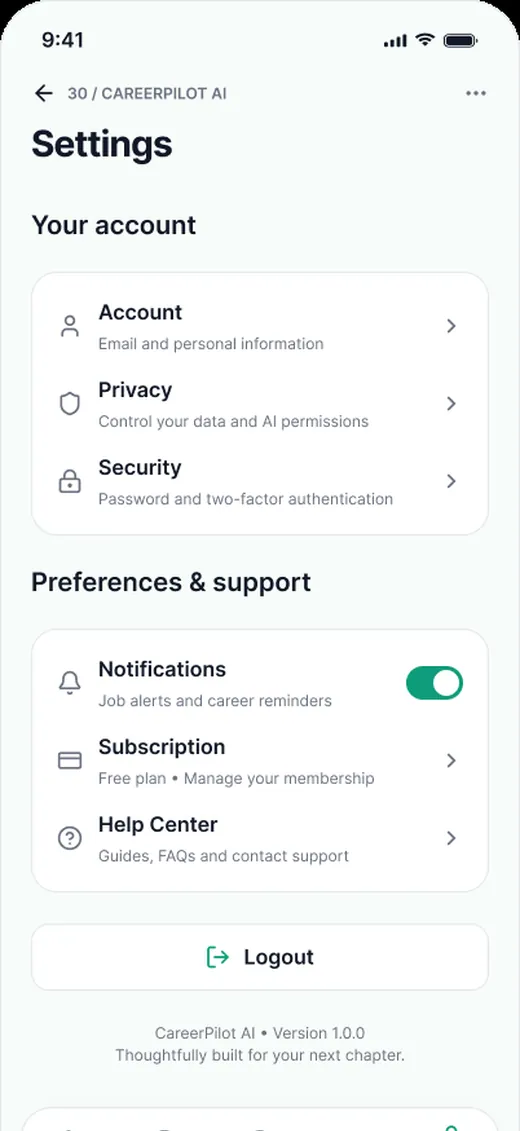 9:41
30 / CAREERPILOT AI
Settings
Your account
Account
Email and personal information
Privacy
Control your data and AI permissions
Security
Password and two-factor authentication
Preferences & support
Notifications
Job alerts and career reminders
Subscription
Free plan • Manage your membership
Help Center
Guides, FAQs and contact support
Logout
CareerPilot AI • Version 1.0.0
Thoughtfully built for your next chapter.